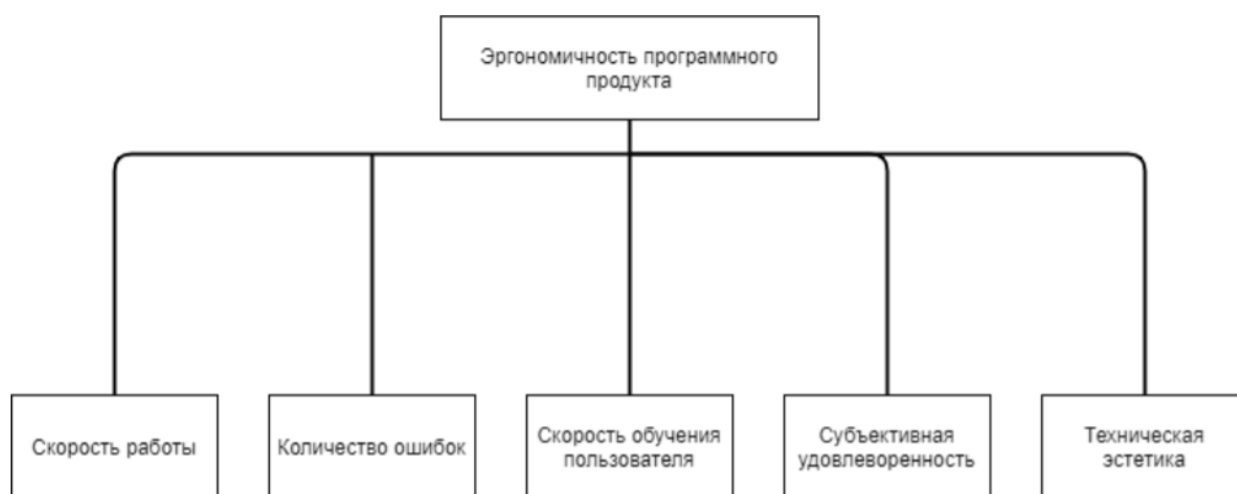 Эргономичность программного
продукта
Скорость работы
Количество ошибок
Скорость обучения
пользователя
Субъективная
удовлеворенность
Техническая
эстетика